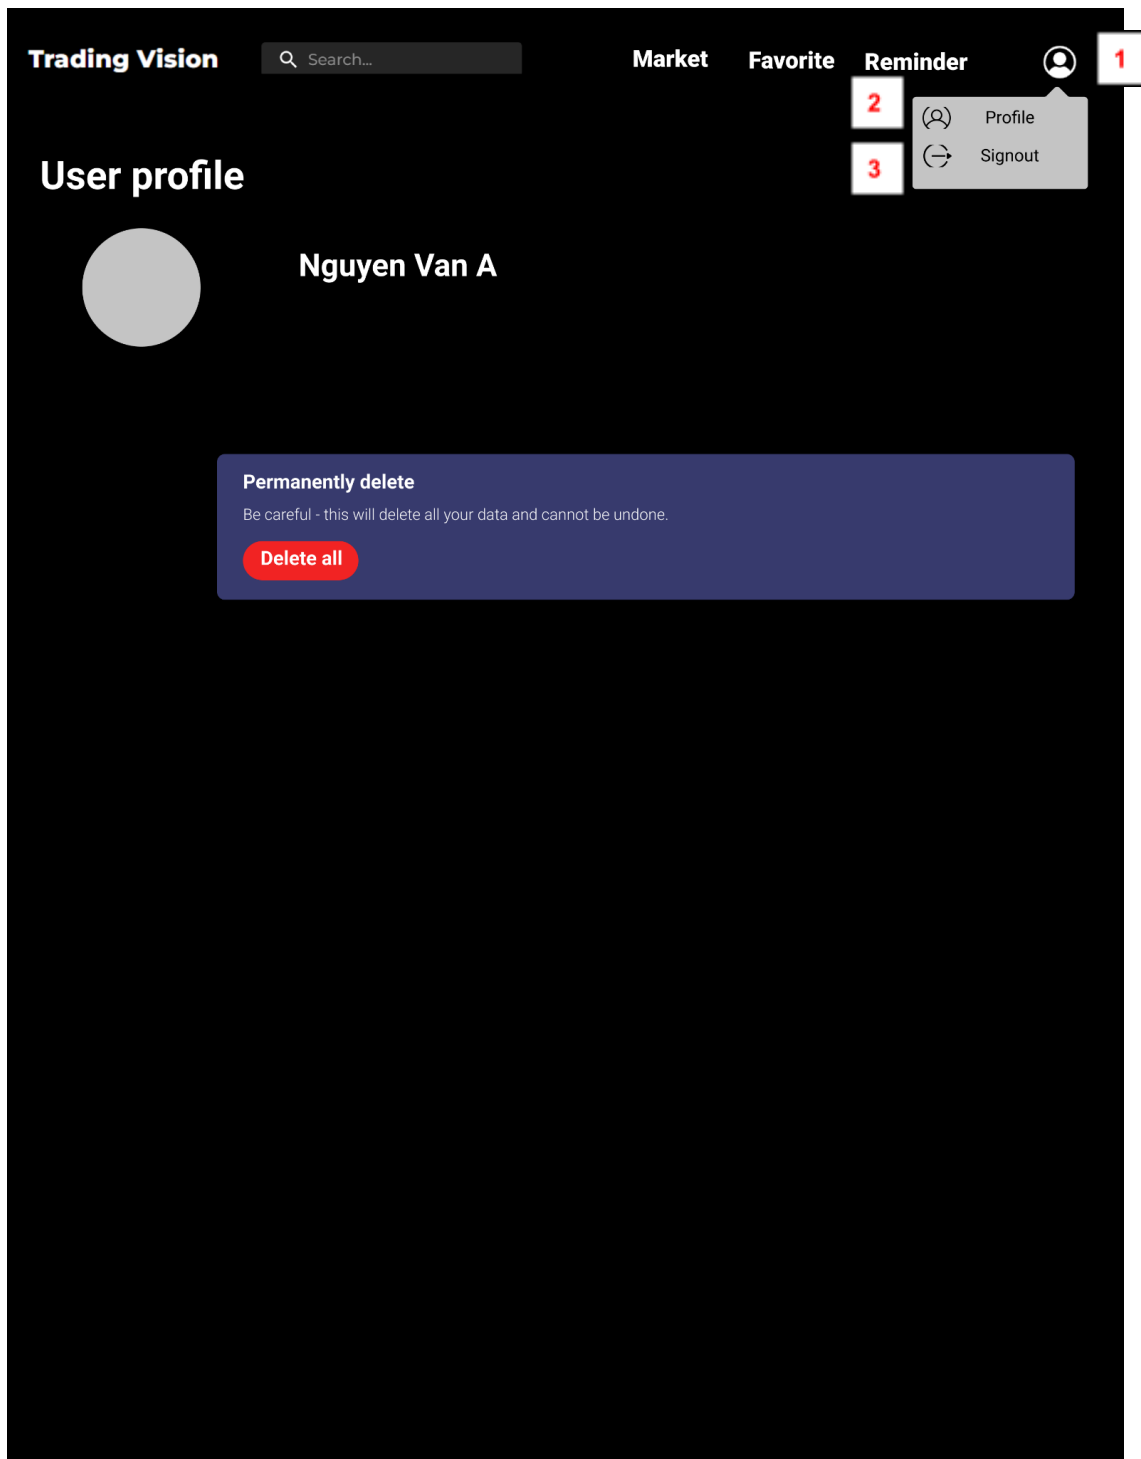 Trading Vision
Search...
Market
Favorite
Reminder
1
2
Profile
3
Signout
User profile
Nguyen Van A
Permanently delete
Be careful - this will delete all your data and cannot be undone.
Delete all